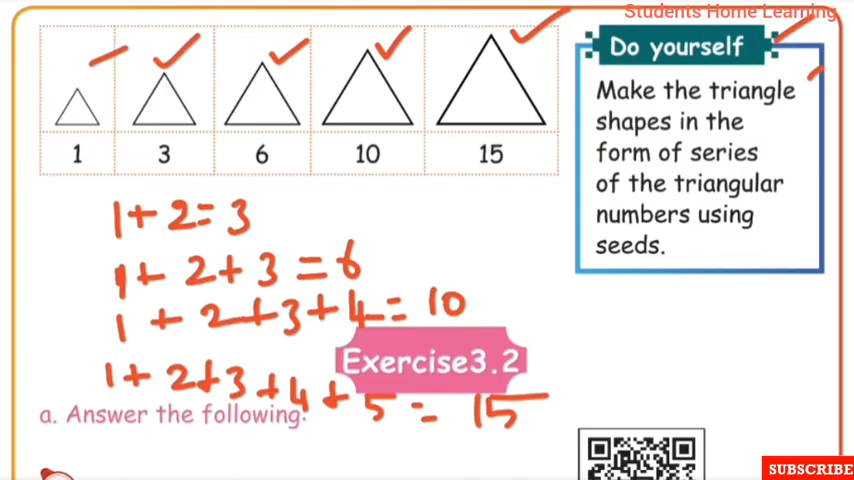 Students Home Learning
Do yourself
Make the triangle
shapes in the
form of series
of the triangular
numbers using
seeds.
1 3 6 10 15
1 + 2 = 3
1 + 2 + 3 = 6
1 + 2 + 3 + 4 = 10
Exercise3.2
1 + 2 + 3 + 4 + 5 = 15
a. Answer the following:
SUBSCRIBE